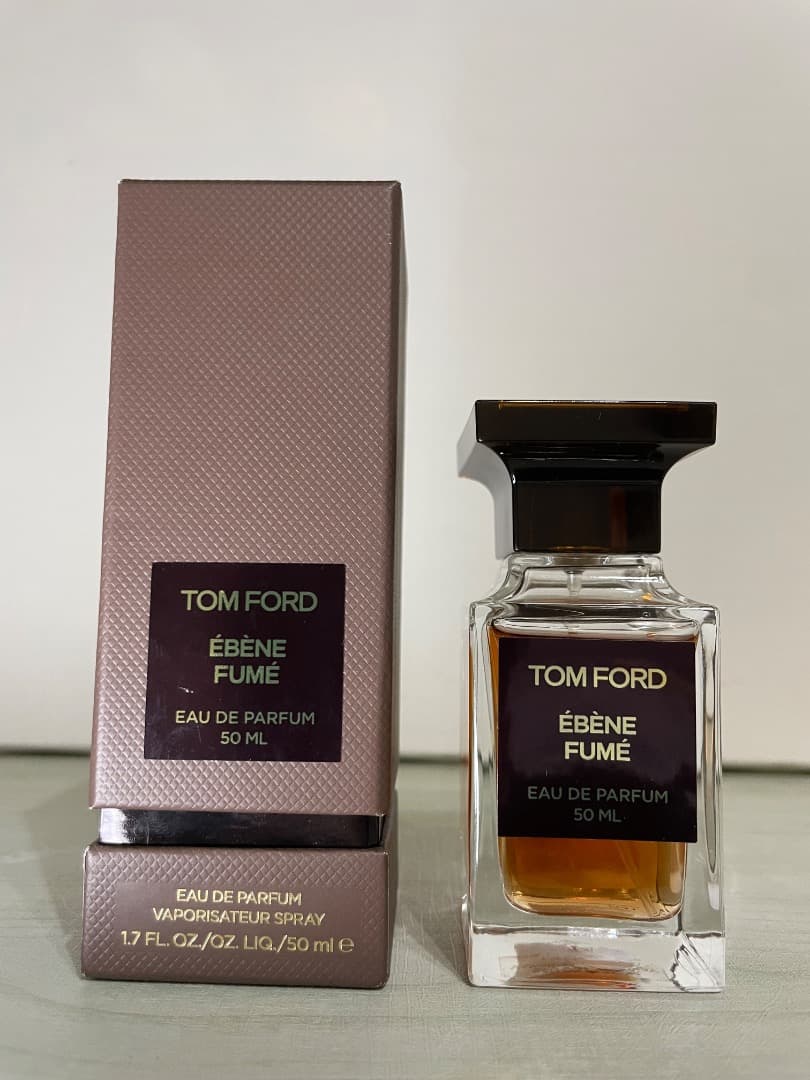 TOM FORD
ÉBÈNE
FUMÉ
EAU DE PARFUM
50 ML
EAU DE PARFUM
VAPORISATEUR SPRAY
1.7 FL. OZ./OZ. LIQ./50 ml ℮
TOM FORD
ÉBÈNE
FUMÉ
EAU DE PARFUM
50 ML